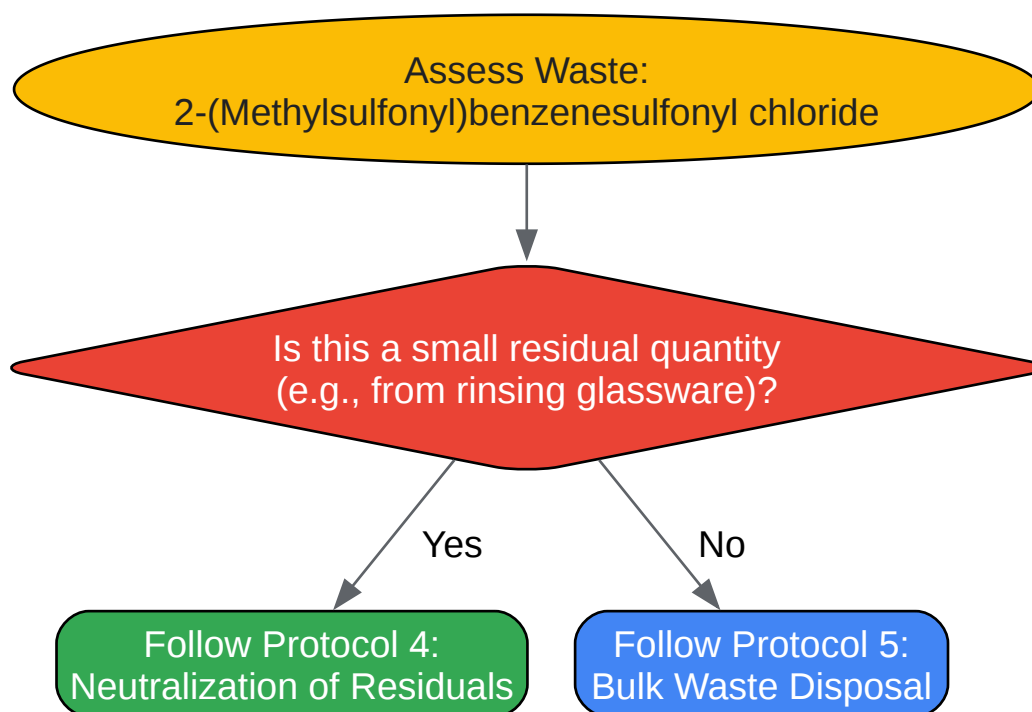 Assess Waste:
2-(Methylsulfonyl)benzenesulfonyl chloride
Is this a small residual quantity
(e.g., from rinsing glassware)?
Yes
No
Follow Protocol 4:
Neutralization of Residuals
Follow Protocol 5:
Bulk Waste Disposal